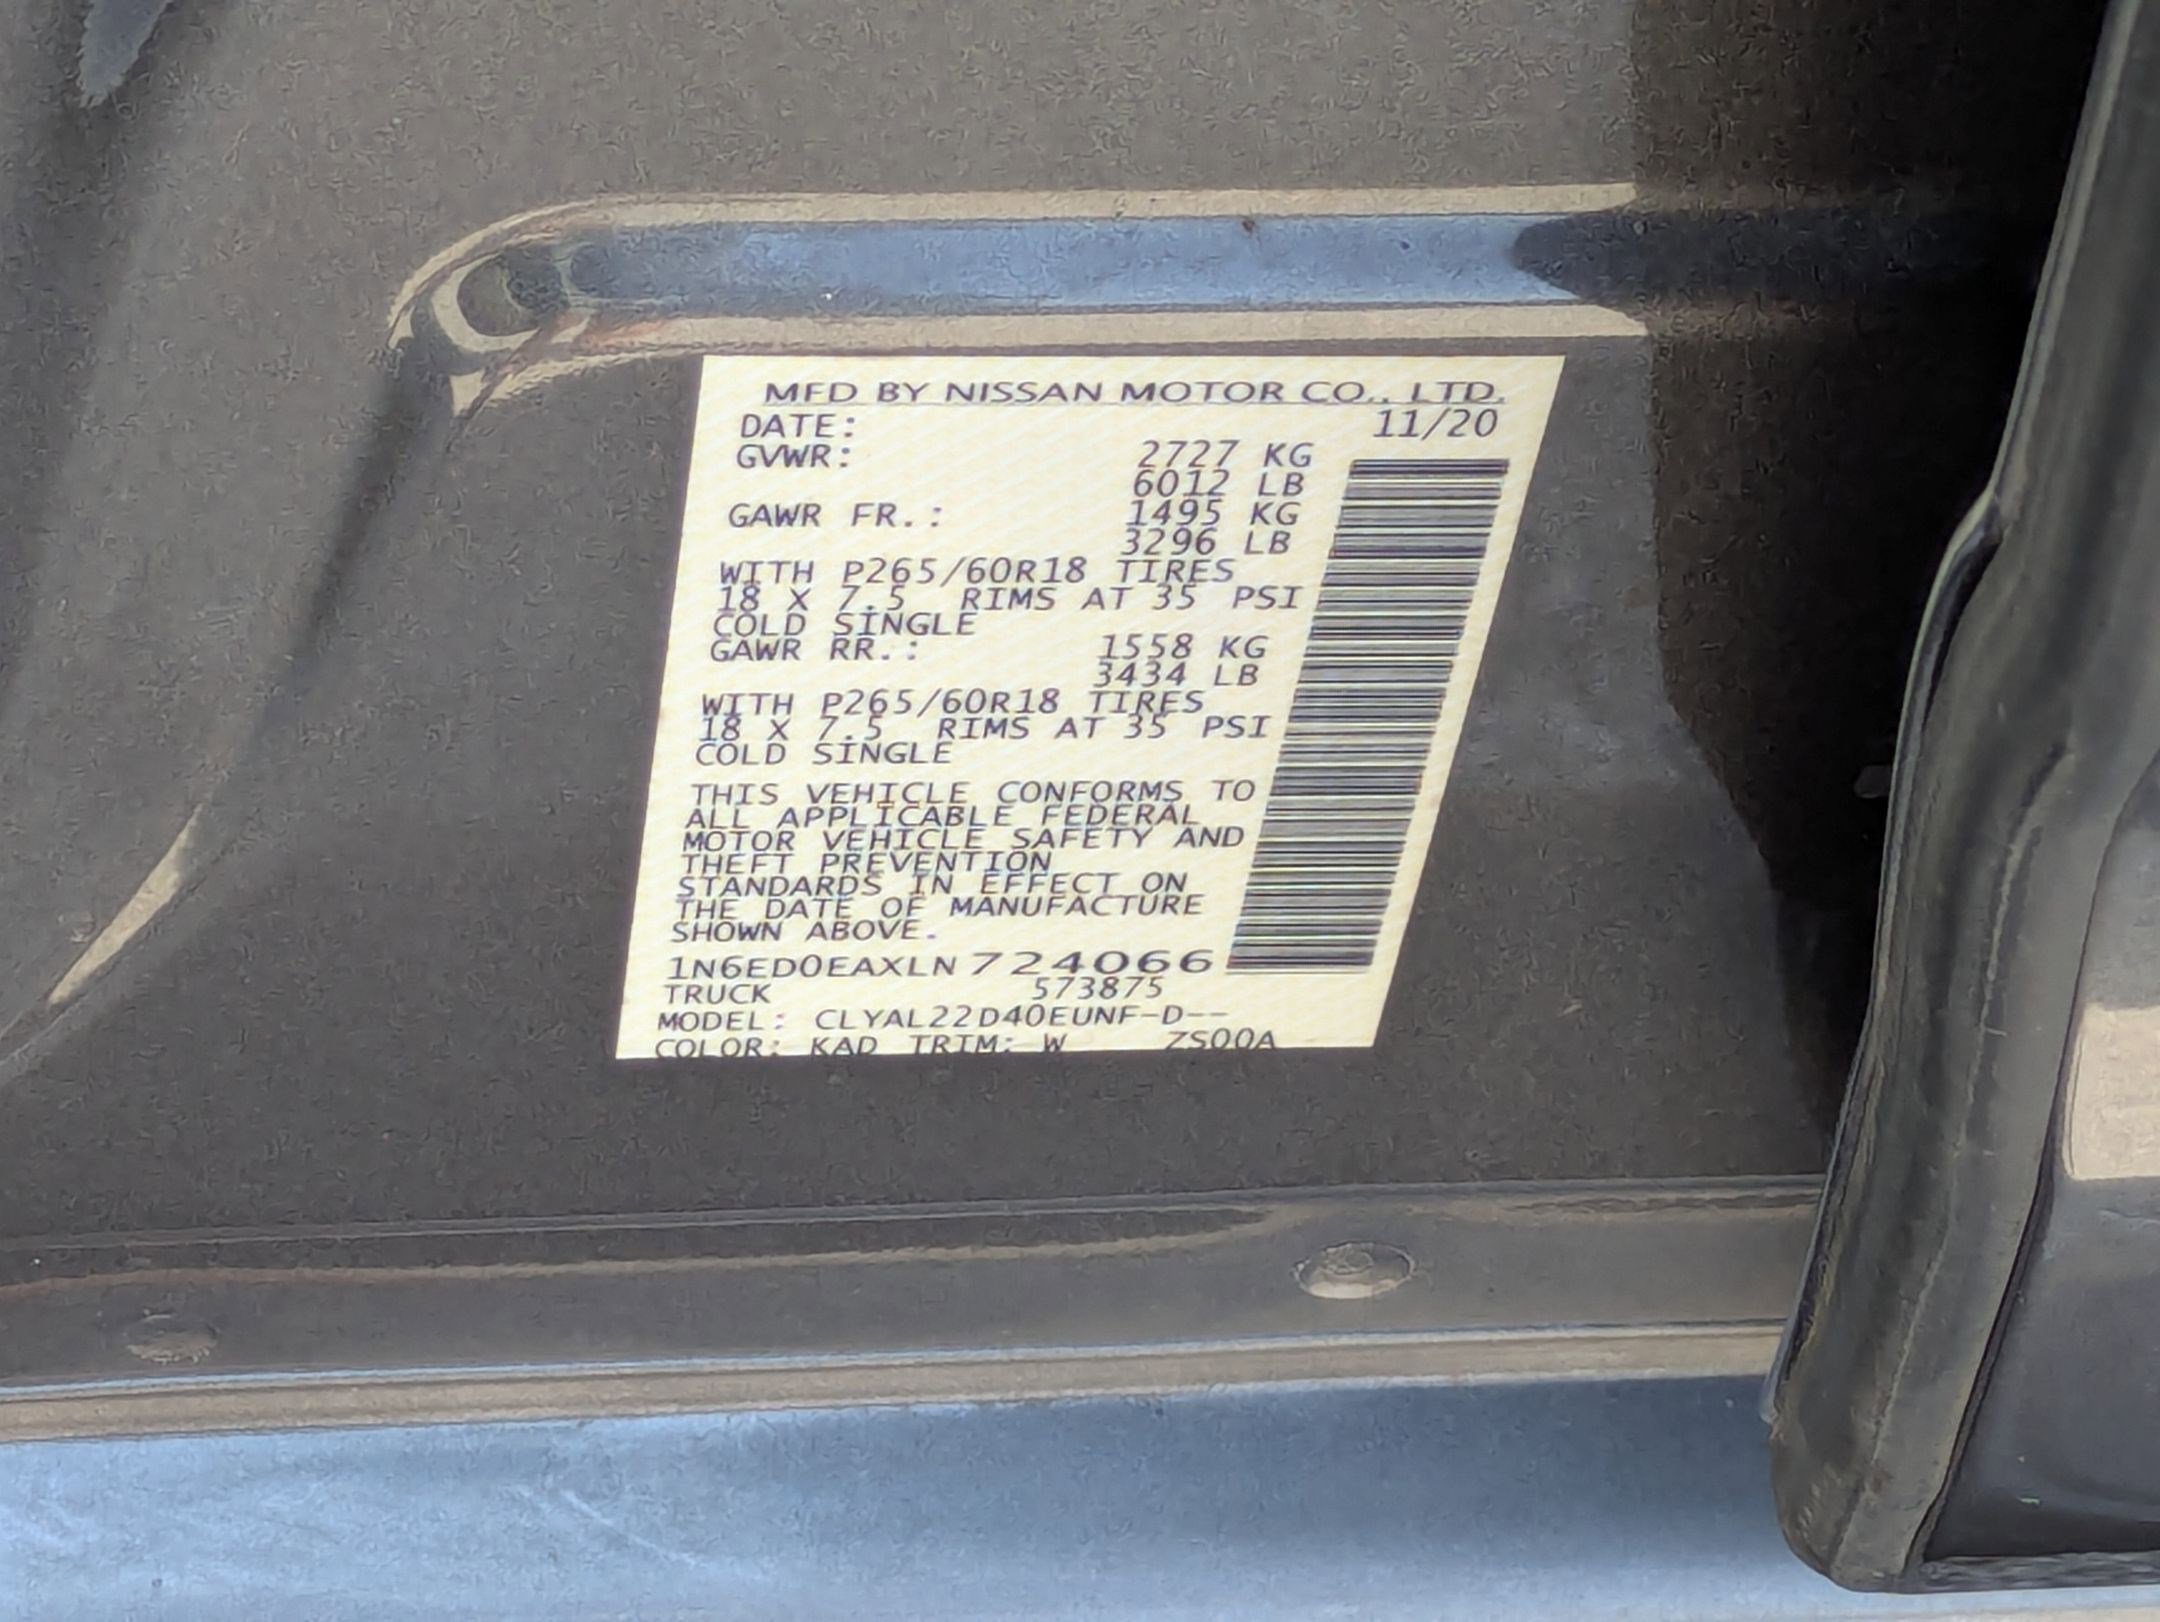 MFD BY NISSAN MOTOR CO., LTD.
DATE: 11/20
GVWR: 2727 KG
6012 LB
GAWR FR.: 1495 KG
3296 LB
WITH P265/60R18 TIRES
18 X 7.5 RIMS AT 35 PSI
COLD SINGLE
GAWR RR.: 1558 KG
3434 LB
WITH P265/60R18 TIRES
18 X 7.5 RIMS AT 35 PSI
COLD SINGLE
THIS VEHICLE CONFORMS TO
ALL APPLICABLE FEDERAL
MOTOR VEHICLE SAFETY AND
THEFT PREVENTION
STANDARDS IN EFFECT ON
THE DATE OF MANUFACTURE
SHOWN ABOVE.
1N6ED0EAXLN724066
TRUCK 573875
MODEL: CLYAL22D40EUNF-D--
COLOR: KAD TRIM: W ZS00A